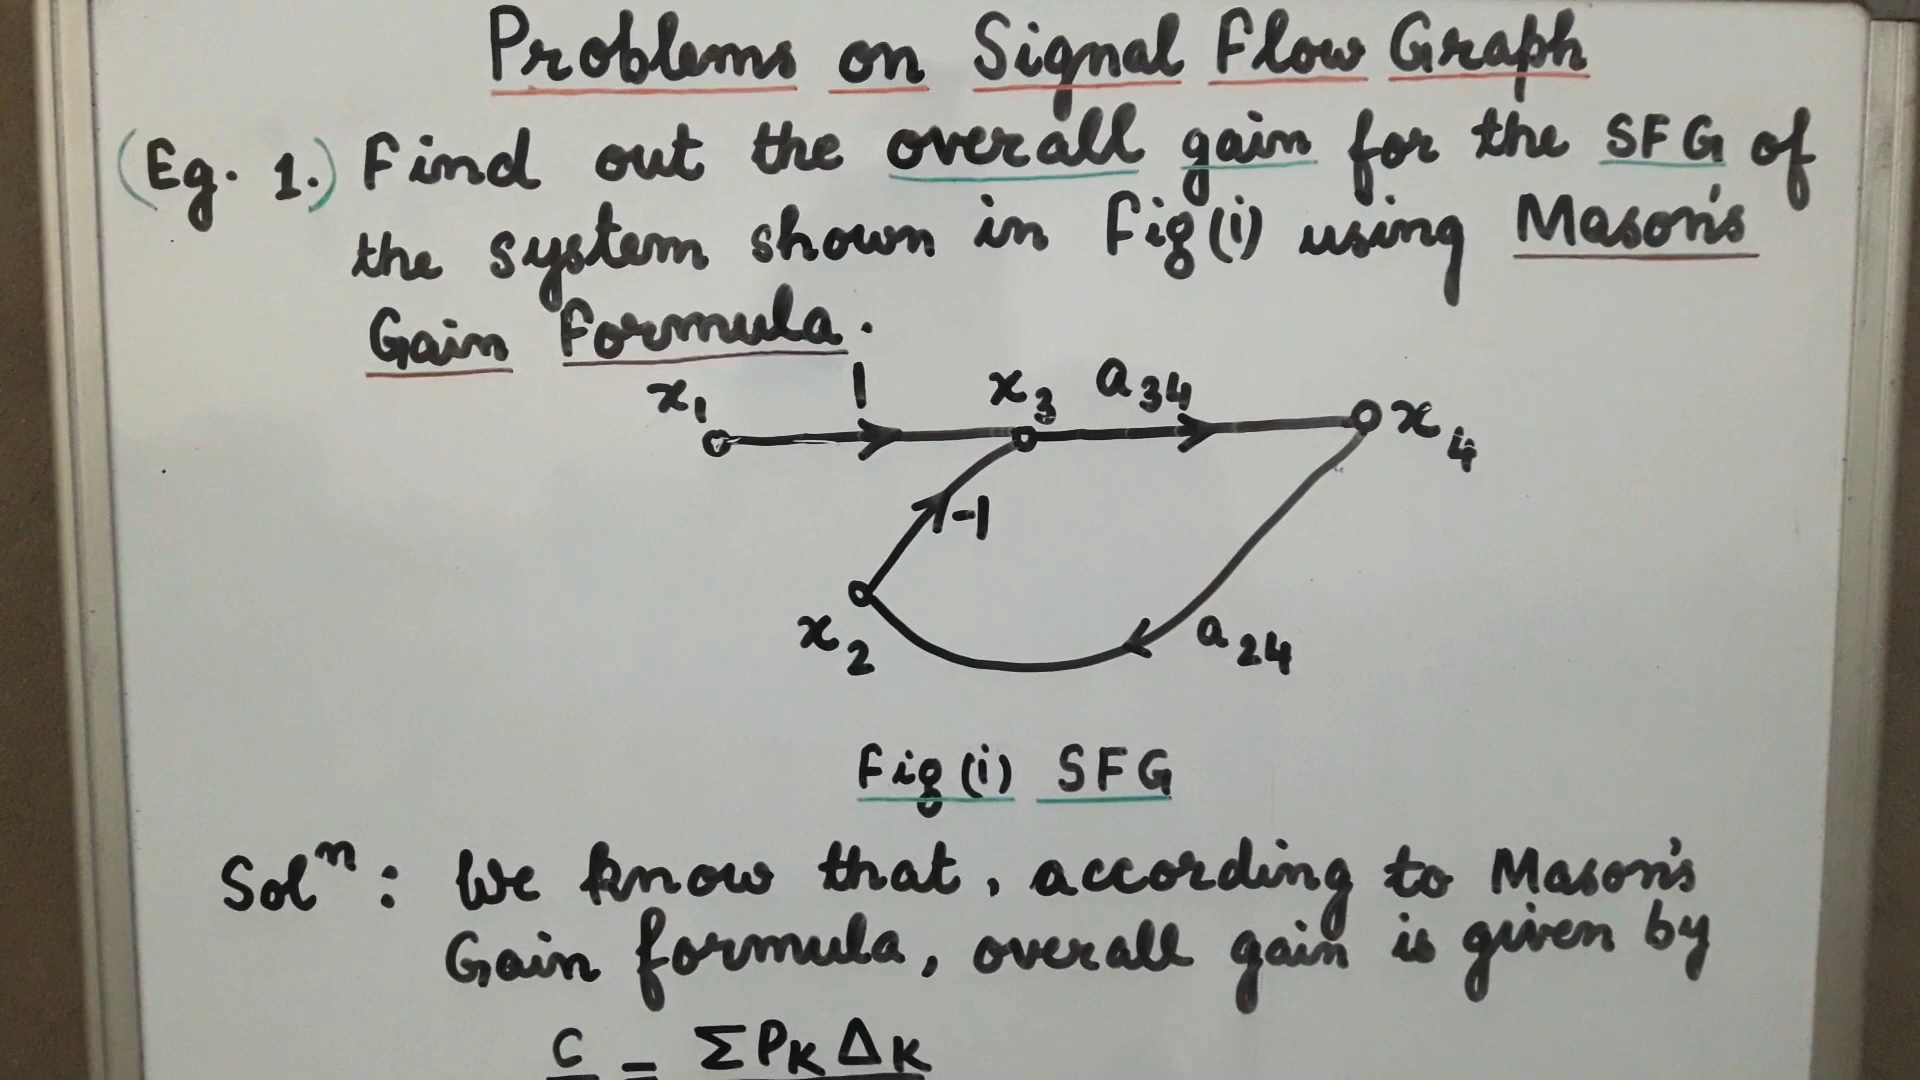 Problems on Signal Flow Graph
(Eg. 1.) Find out the overall gain for the SFG of
the system shown in Fig(i) using Mason's
Gain Formula.
x₁ 1 x₃ a₃₄ x₄
-1
x₂ a₂₄
Fig(i) SFG
Solⁿ: We know that, according to Mason's
Gain formula, overall gain is given by
C = ΣPₖΔₖ